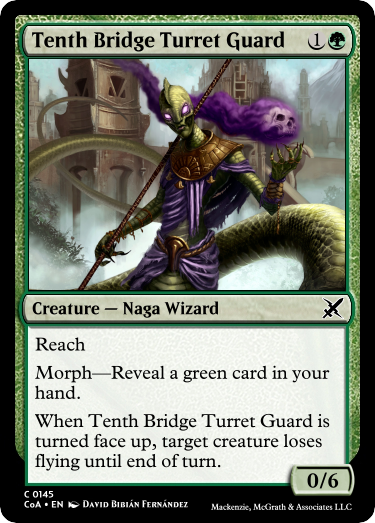 Tenth Bridge Turret Guard 1
Creature — Naga Wizard
Reach
Morph—Reveal a green card in your
hand.
When Tenth Bridge Turret Guard is
turned face up, target creature loses
flying until end of turn.
0/6
C 0145
CoA • EN David Bibián Fernández
Mackenzie, McGrath & Associates LLC